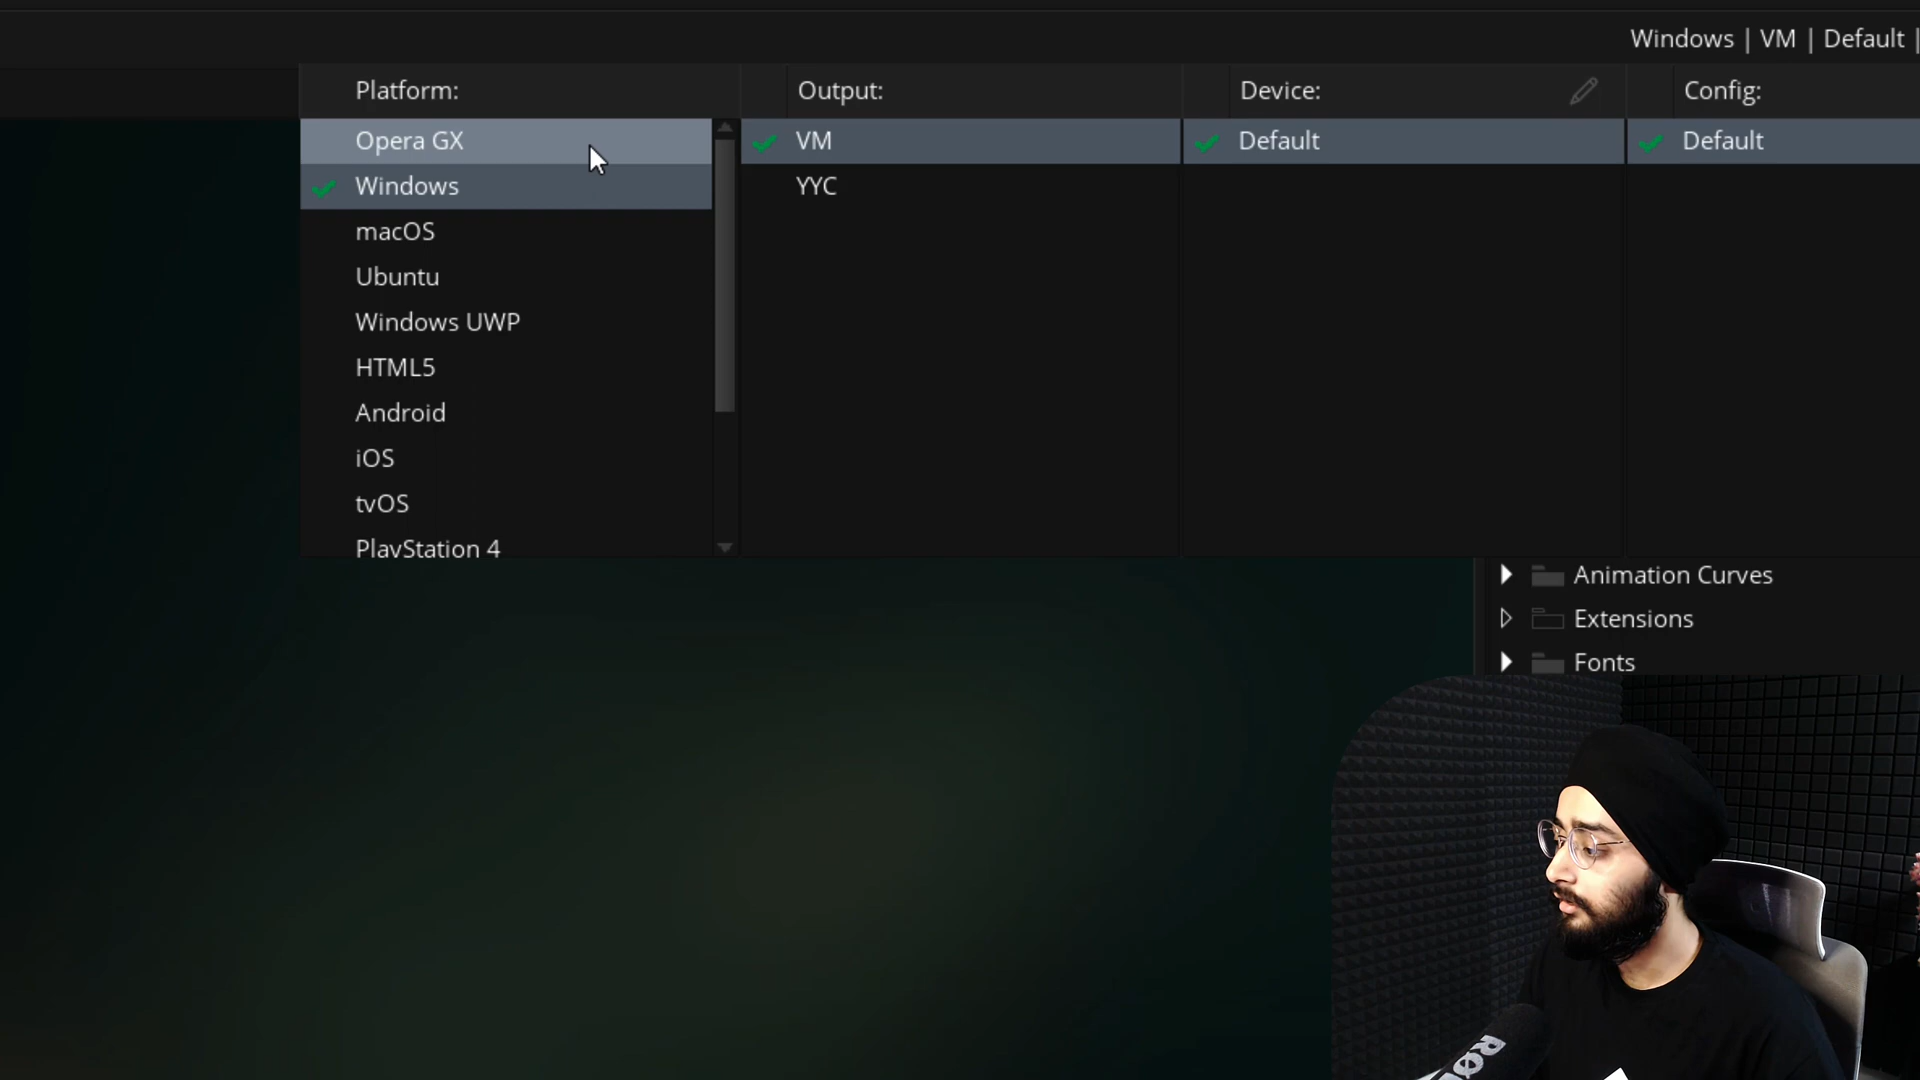 Windows | VM | Default |
Platform:
Output:
Device:
Config:
Opera GX
VM
Default
Default
Windows
YYC
macOS
Ubuntu
Windows UWP
HTML5
Android
iOS
tvOS
PlayStation 4
Animation Curves
Extensions
Fonts